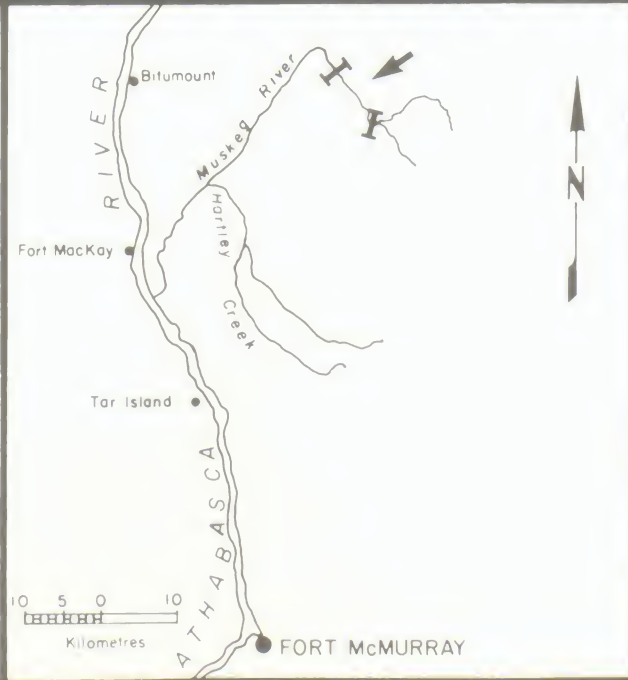 Bitumount
RIVER
Muskeg River
N
Fort MacKay
Hartley Creek
Tar Island
ATHABASCA
10 5 0 10
Kilometres
FORT McMURRAY